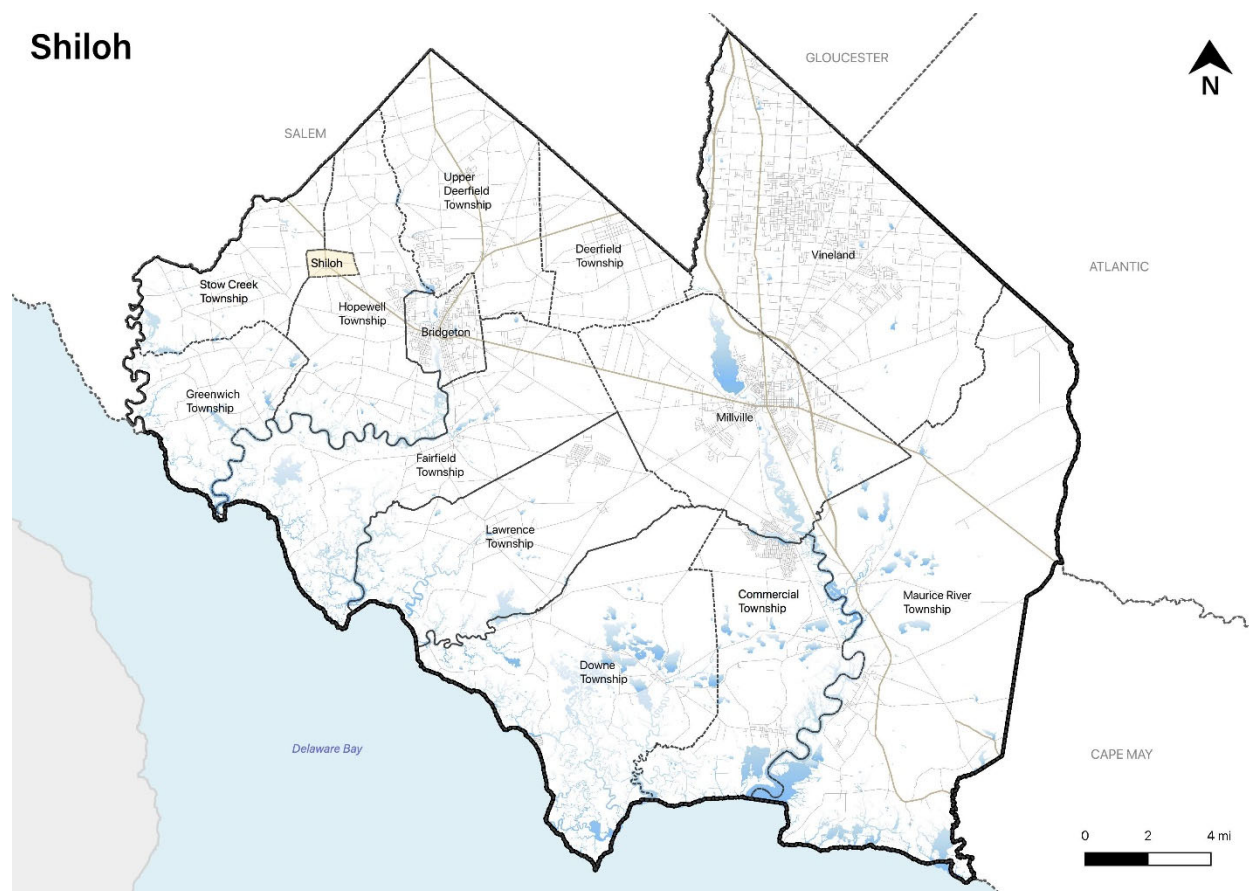 Shiloh
N
GLOUCESTER
SALEM
ATLANTIC
CAPE MAY
Upper
Deerfield
Township
Deerfield
Township
Vineland
Shiloh
Stow Creek
Township
Hopewell
Township
Bridgeton
Greenwich
Township
Millville
Fairfield
Township
Lawrence
Township
Commercial
Township
Maurice River
Township
Downe
Township
Delaware Bay
0 2 4 mi